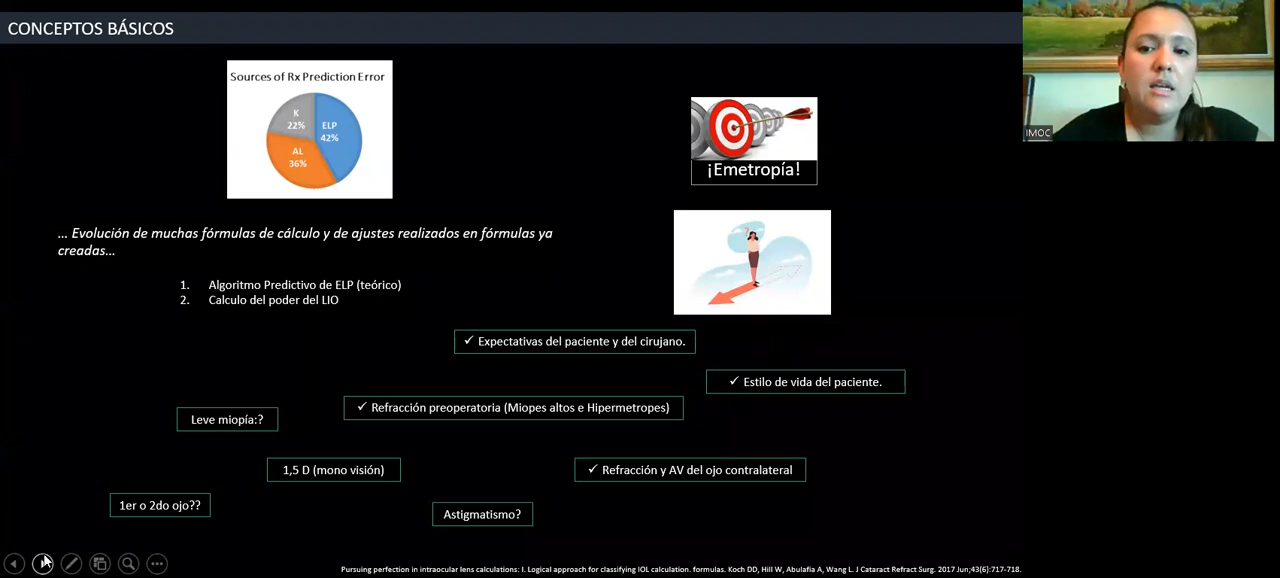 CONCEPTOS BÁSICOS
Sources of Rx Prediction Error
K
22%
ELP
42%
AL
36%
¡Emetropía!
IMOC
... Evolución de muchas fórmulas de cálculo y de ajustes realizados en fórmulas ya
creadas...
1. Algoritmo Predictivo de ELP (teórico)
2. Calculo del poder del LIO
✓ Expectativas del paciente y del cirujano.
✓ Estilo de vida del paciente.
✓ Refracción preoperatoria (Miopes altos e Hipermetropes)
Leve miopía:?
1,5 D (mono visión)
✓ Refracción y AV del ojo contralateral
1er o 2do ojo??
Astigmatismo?
Pursuing perfection in intraocular lens calculations: I. Logical approach for classifying IOL calculation. formulas. Koch DD, Hill W, Abulafia A, Wang L. J Cataract Refract Surg. 2017 Jun;43(6):717-718.